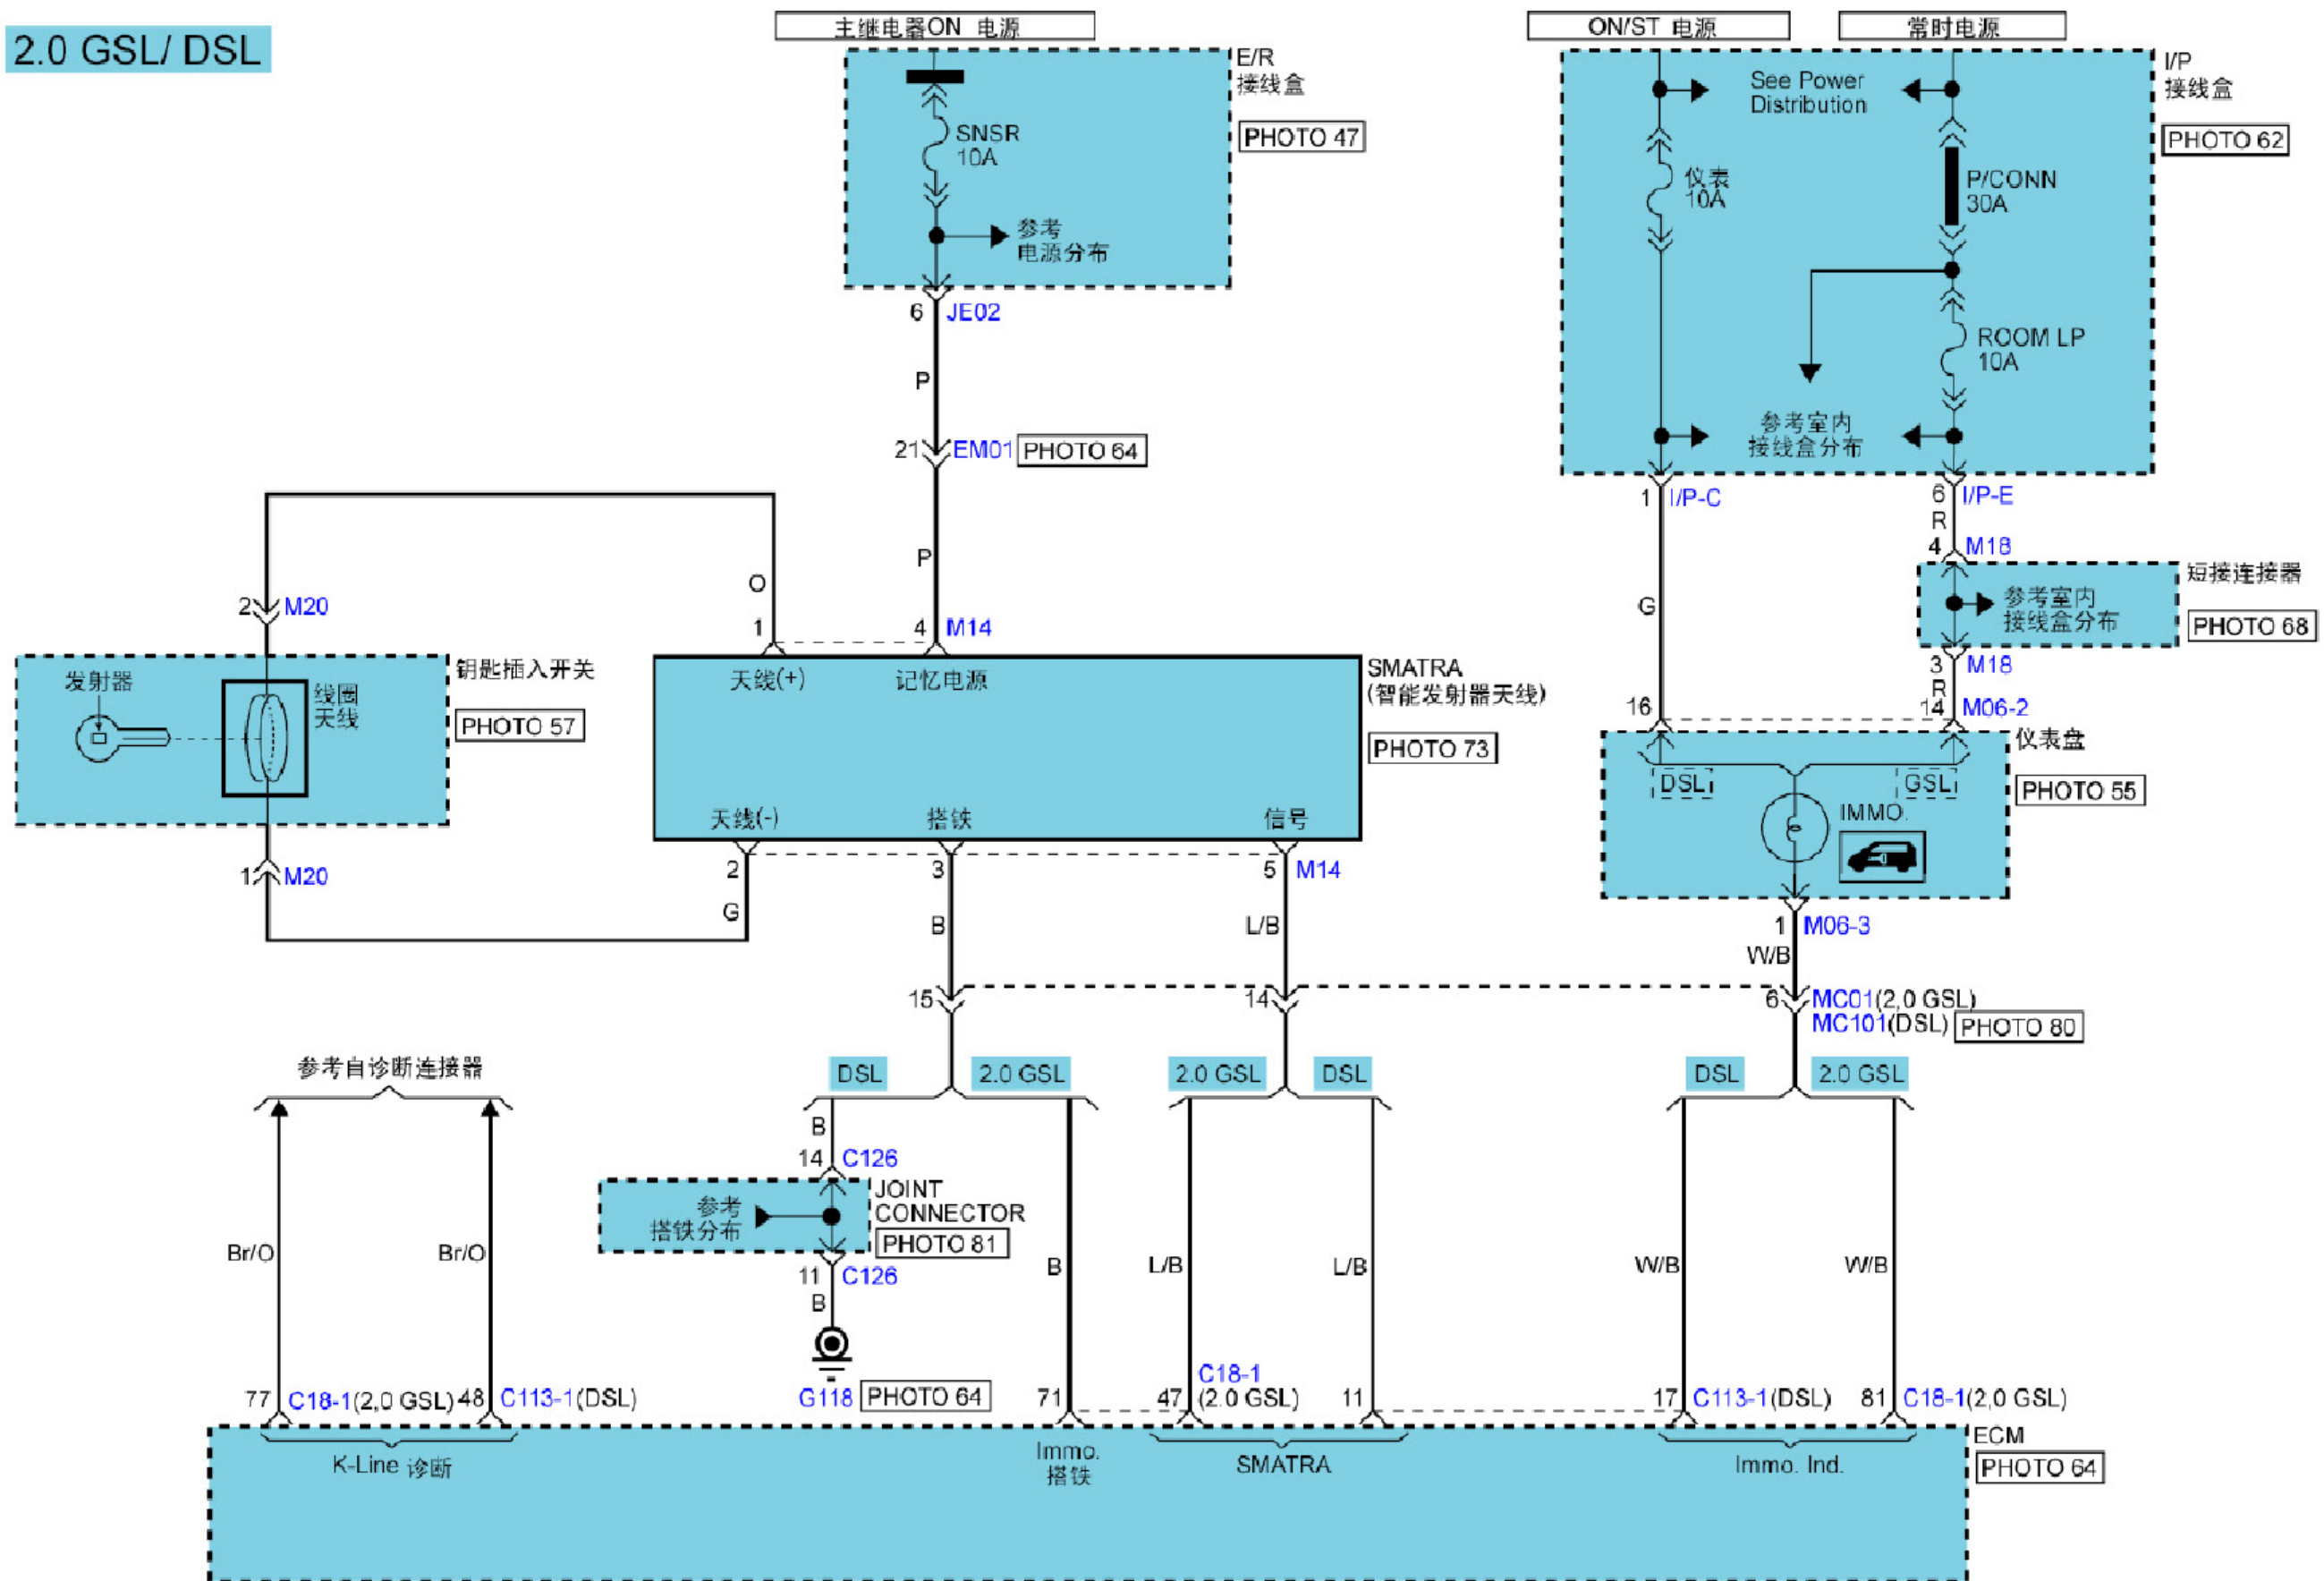 2.0 GSL/ DSL
主继电器ON 电源
ON/ST 电源
常时电源
E/R
接线盒
PHOTO 47
SNSR
10A
参考
电源分布
See Power
Distribution
I/P
接线盒
PHOTO 62
仪表
10A
P/CONN
30A
ROOM LP
10A
参考室内
接线盒分布
6 JE02
P
21 EM01 PHOTO 64
P
1 I/P-C
6 I/P-E
R
4 M18
短接连接器
参考室内
接线盒分布
PHOTO 68
G
3 M18
R
16
14 M06-2
O
2 M20
1
4 M14
发射器
线圈
天线
钥匙插入开关
PHOTO 57
天线(+)
记忆电源
SMATRA
(智能发射器天线)
PHOTO 73
天线(-)
搭铁
信号
仪表盘
DSL
GSL
PHOTO 55
IMMO.
1 M20
2
3
5 M14
G
B
L/B
1 M06-3
W/B
15
14
6 MC01(2,0 GSL)
MC101(DSL) PHOTO 80
参考自诊断连接器
DSL
2.0 GSL
2.0 GSL
DSL
DSL
2.0 GSL
B
14 C126
参考
搭铁分布
JOINT
CONNECTOR
PHOTO 81
11 C126
B
Br/O
Br/O
B
L/B
L/B
W/B
W/B
77 C18-1(2,0 GSL)
48 C113-1(DSL)
G118 PHOTO 64
71
C18-1
47 (2.0 GSL)
11
17 C113-1(DSL)
81 C18-1(2,0 GSL)
K-Line 诊断
Immo.
搭铁
SMATRA
Immo. Ind.
ECM
PHOTO 64